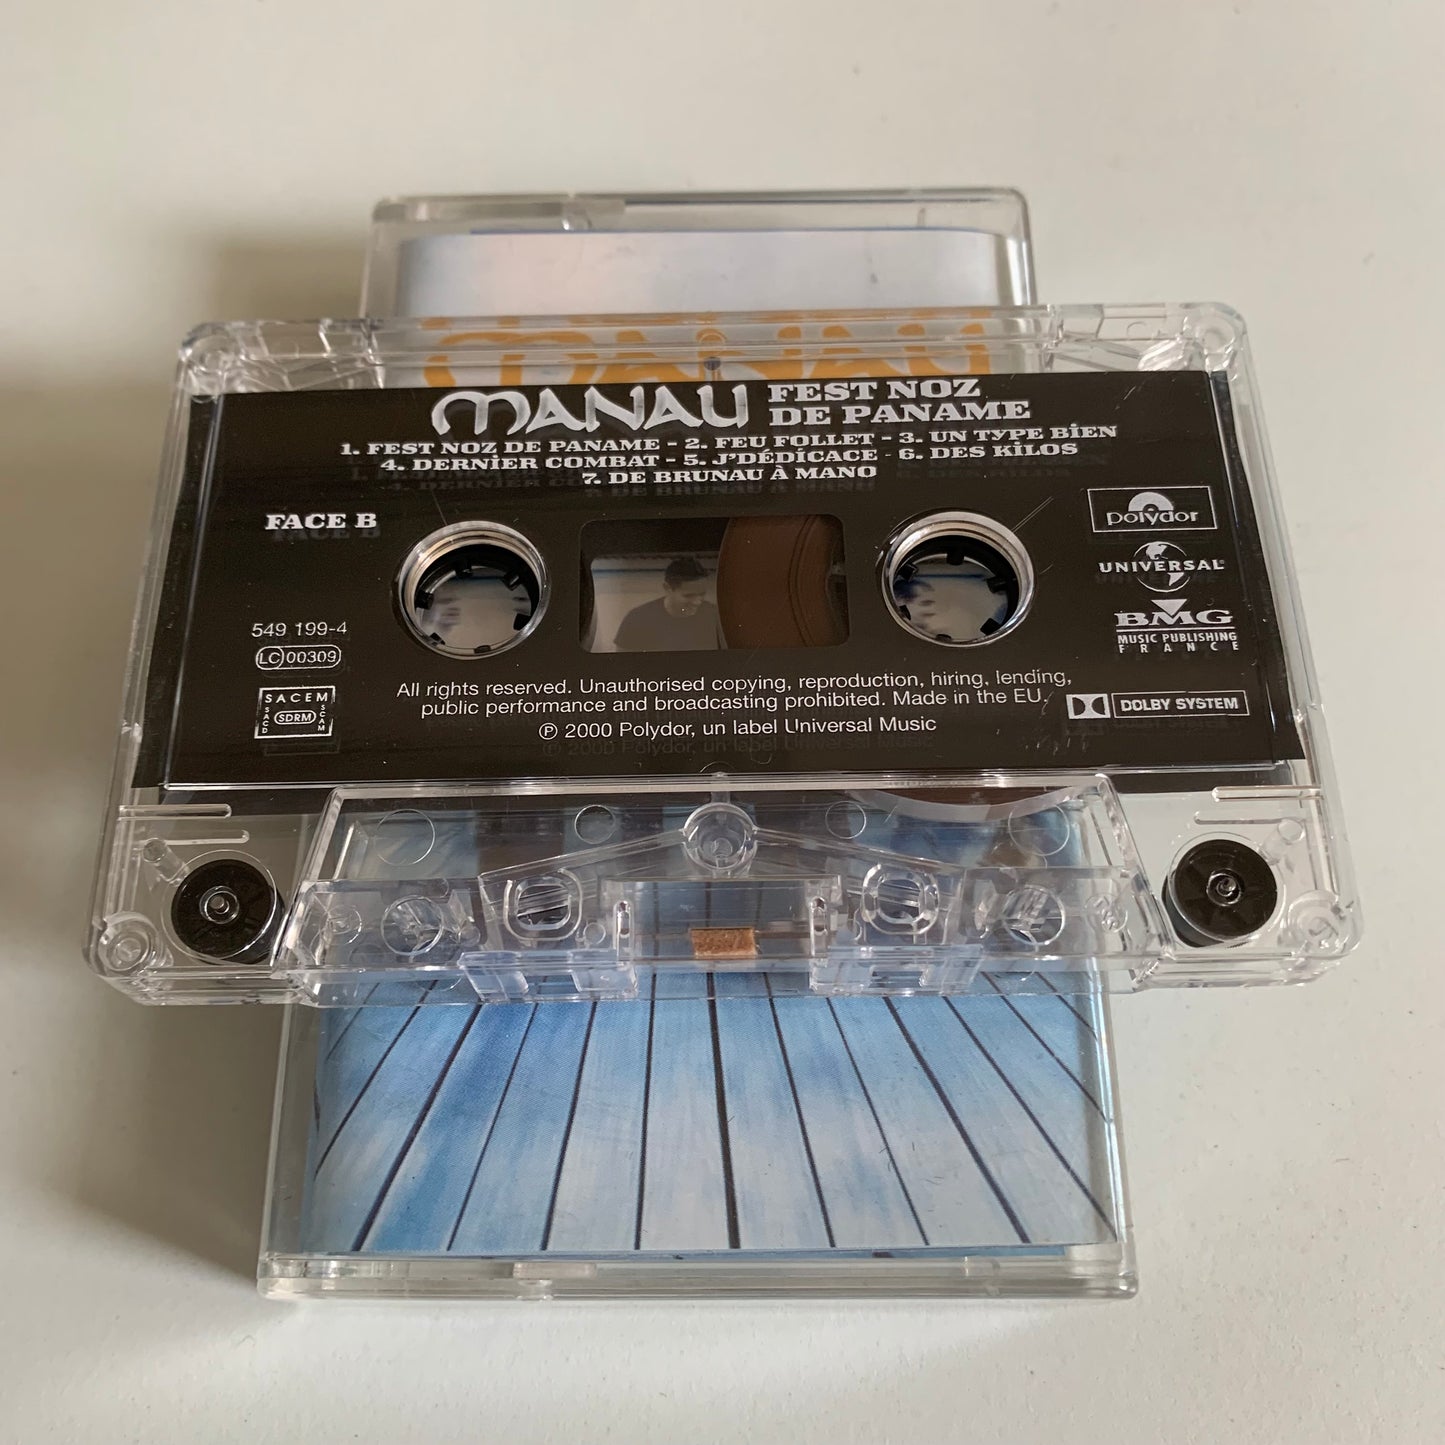 MANAU
MANAU FEST NOZ
DE PANAME
1. FEST NOZ DE PANAME - 2. FEU FOLLET - 3. UN TYPE BiEN
4. DERNiER COMBAT - 5. J'DÉDiCACE - 6. DES KiLOS
7. DE BRUNAU À MANO
FACE B
polydor
UNIVERSAL
BMG
MUSIC PUBLISHING
FRANCE
549 199-4
LC 00309
SACEM
SACD SDRM SCAM
All rights reserved. Unauthorised copying, reproduction, hiring, lending,
public performance and broadcasting prohibited. Made in the EU.
DOLBY SYSTEM
℗ 2000 Polydor, un label Universal Music